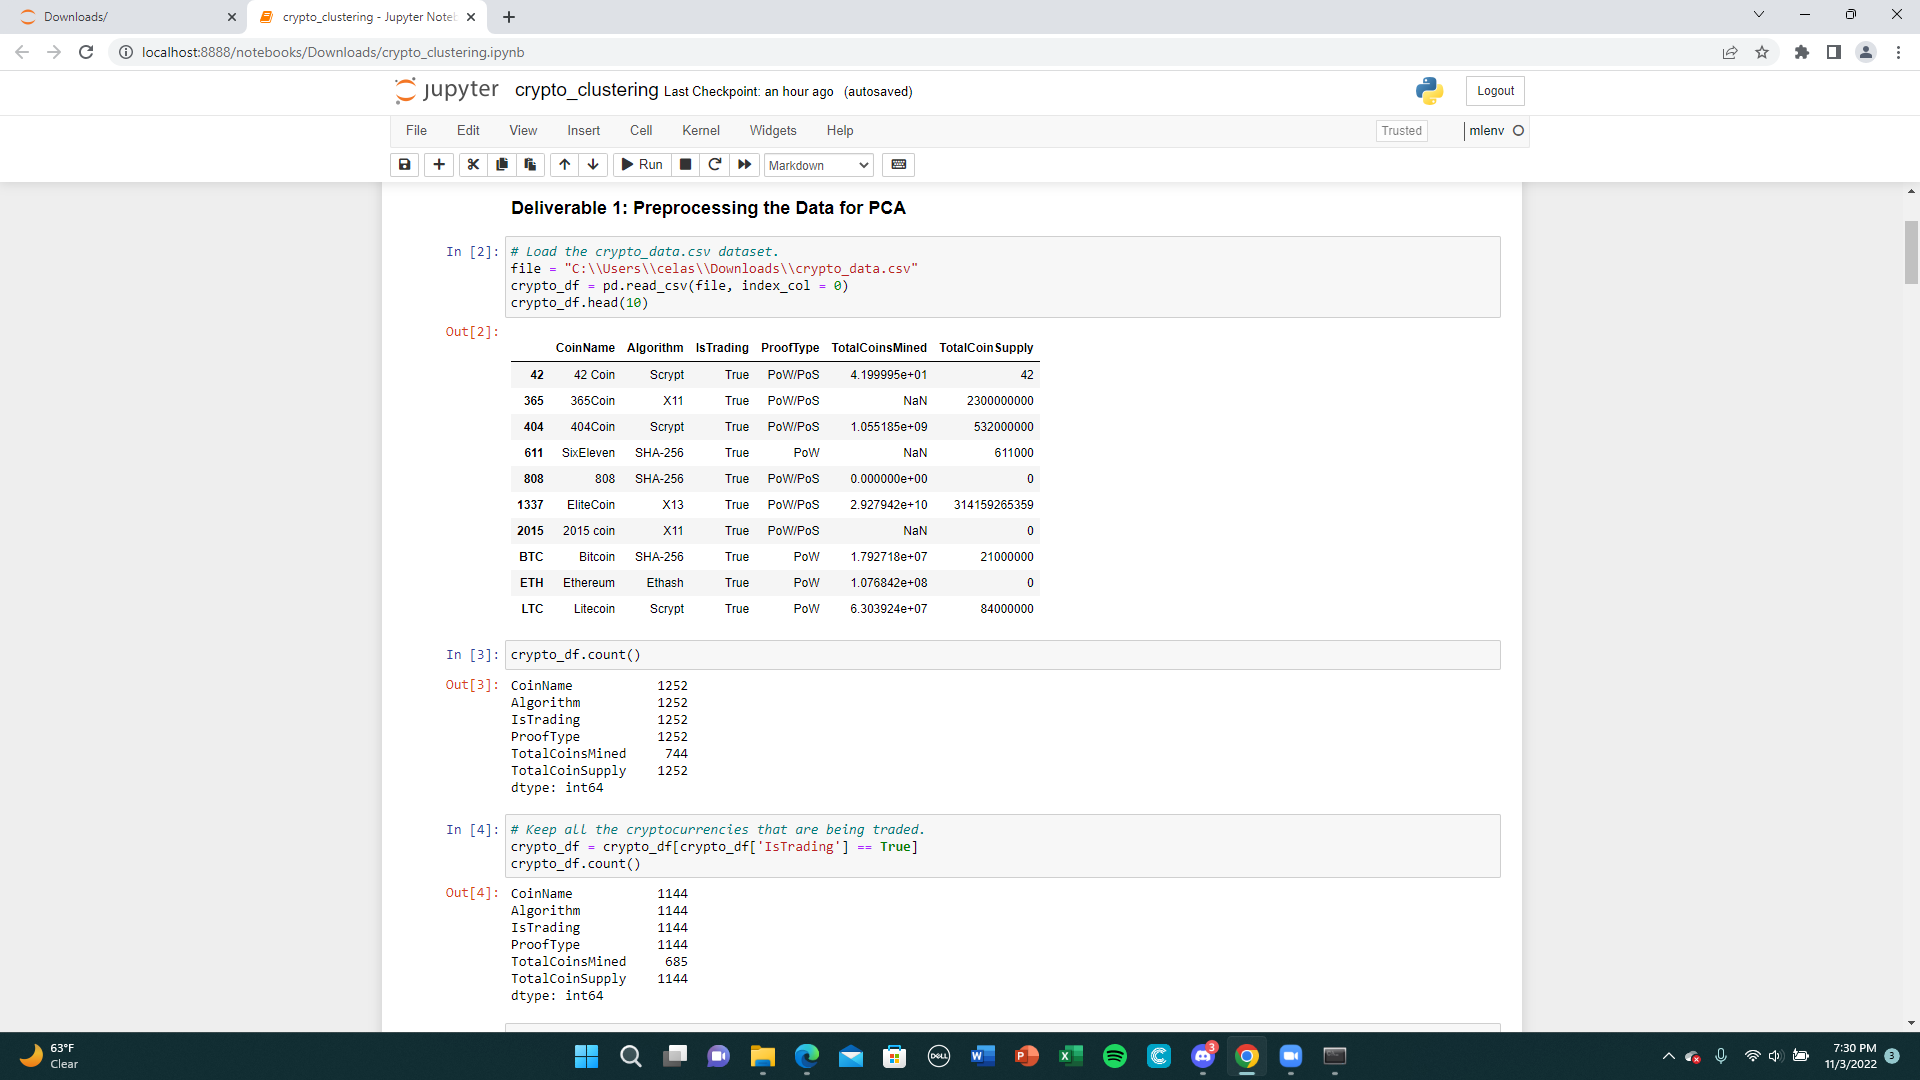 Downloads/
crypto_clustering - Jupyter Noteb
localhost:8888/notebooks/Downloads/crypto_clustering.ipynb
jupyter crypto_clustering Last Checkpoint: an hour ago (autosaved)
Logout
File Edit View Insert Cell Kernel Widgets Help
Trusted
mlenv
Run
Markdown
Deliverable 1: Preprocessing the Data for PCA
In [2]: # Load the crypto_data.csv dataset.
file = "C:\\Users\\celas\\Downloads\\crypto_data.csv"
crypto_df = pd.read_csv(file, index_col = 0)
crypto_df.head(10)
Out[2]:
CoinName Algorithm IsTrading ProofType TotalCoinsMined TotalCoinSupply
42 42 Coin Scrypt True PoW/PoS 4.199995e+01 42
365 365Coin X11 True PoW/PoS NaN 2300000000
404 404Coin Scrypt True PoW/PoS 1.055185e+09 532000000
611 SixEleven SHA-256 True PoW NaN 611000
808 808 SHA-256 True PoW/PoS 0.000000e+00 0
1337 EliteCoin X13 True PoW/PoS 2.927942e+10 314159265359
2015 2015 coin X11 True PoW/PoS NaN 0
BTC Bitcoin SHA-256 True PoW 1.792718e+07 21000000
ETH Ethereum Ethash True PoW 1.076842e+08 0
LTC Litecoin Scrypt True PoW 6.303924e+07 84000000
In [3]: crypto_df.count()
Out[3]: CoinName 1252
Algorithm 1252
IsTrading 1252
ProofType 1252
TotalCoinsMined 744
TotalCoinSupply 1252
dtype: int64
In [4]: # Keep all the cryptocurrencies that are being traded.
crypto_df = crypto_df[crypto_df['IsTrading'] == True]
crypto_df.count()
Out[4]: CoinName 1144
Algorithm 1144
IsTrading 1144
ProofType 1144
TotalCoinsMined 685
TotalCoinSupply 1144
dtype: int64
63°F
Clear
DELL
3
7:30 PM
11/3/2022
3